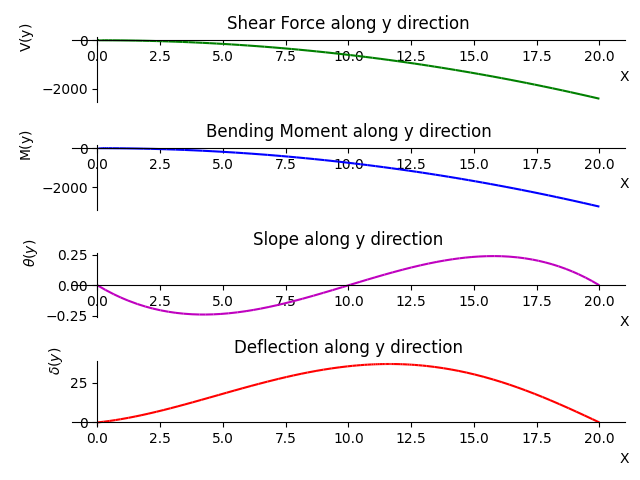 Shear Force along y direction
V(y)
0
−2000
0.0 2.5 5.0 7.5 10.0 12.5 15.0 17.5 20.0
X
Bending Moment along y direction
M(y)
0
−2000
0.0 2.5 5.0 7.5 10.0 12.5 15.0 17.5 20.0
X
Slope along y direction
θ(y)
0.25
0.00
−0.25
0.0 2.5 5.0 7.5 10.0 12.5 15.0 17.5 20.0
X
Deflection along y direction
δ(y)
25
0
0.0 2.5 5.0 7.5 10.0 12.5 15.0 17.5 20.0
X